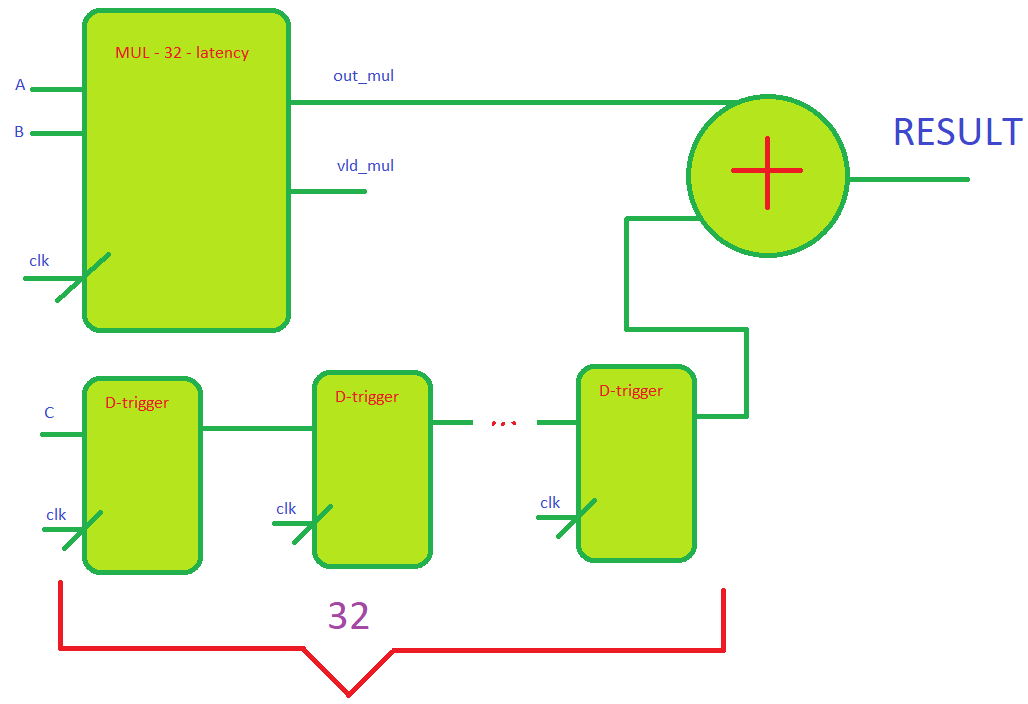 MUL - 32 - latency
A
out_mul
B
vld_mul
RESULT
clk
D-trigger
D-trigger
D-trigger
C
clk
clk
clk
32